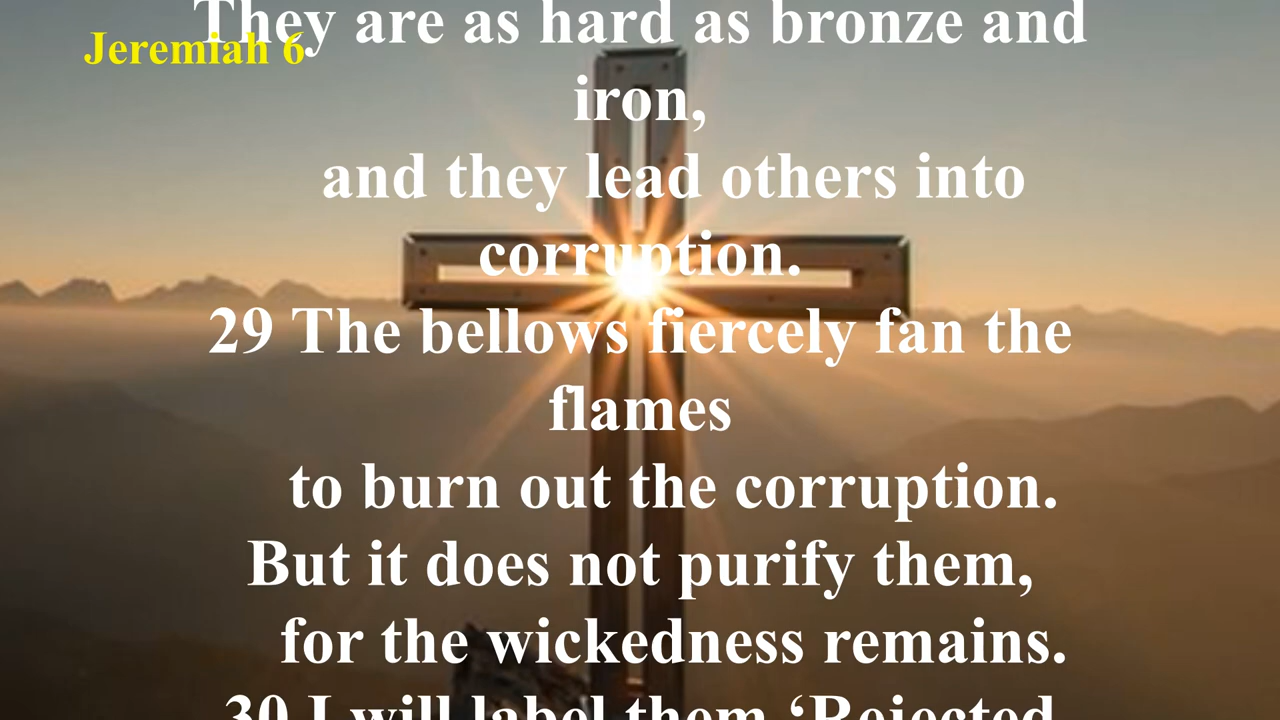 They are as hard as bronze and
Jeremiah 6
iron,
and they lead others into
corruption.
29 The bellows fiercely fan the
flames
to burn out the corruption.
But it does not purify them,
for the wickedness remains.
30 I will label them ‘Rejected